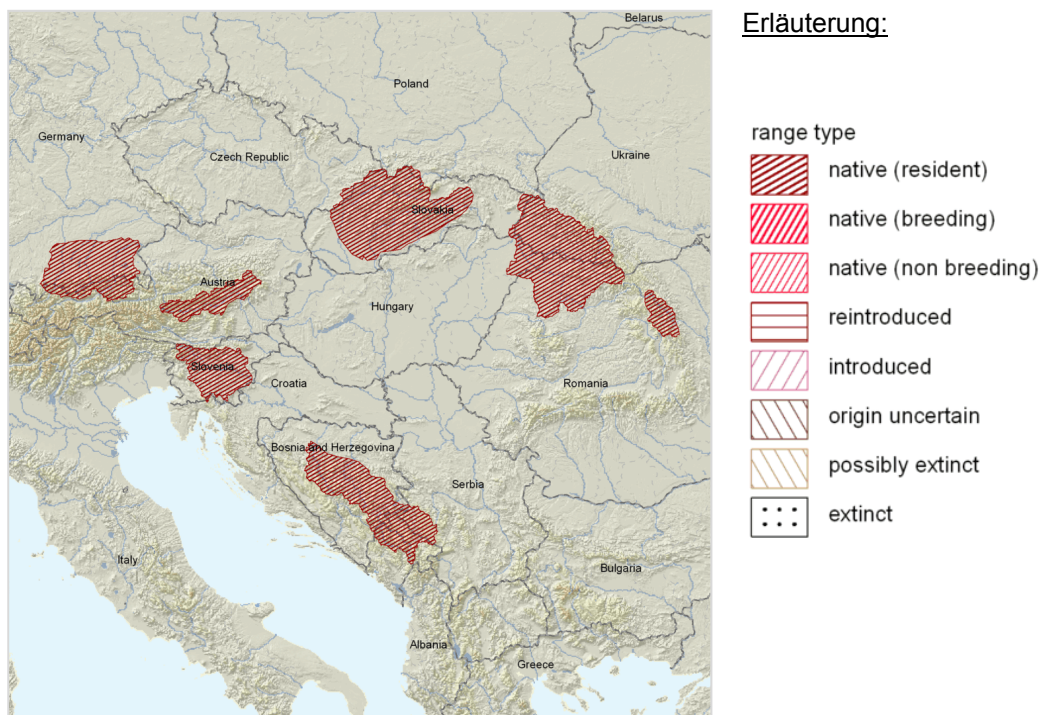 Erläuterung:
Belarus
Poland
Germany
Czech Republic
Ukraine
Slovakia
Austria
Hungary
Slovenia
Croatia
Romania
Bosnia and Herzegovina
Serbia
Italy
Bulgaria
Albania
Greece
range type
native (resident)
native (breeding)
native (non breeding)
reintroduced
introduced
origin uncertain
possibly extinct
extinct